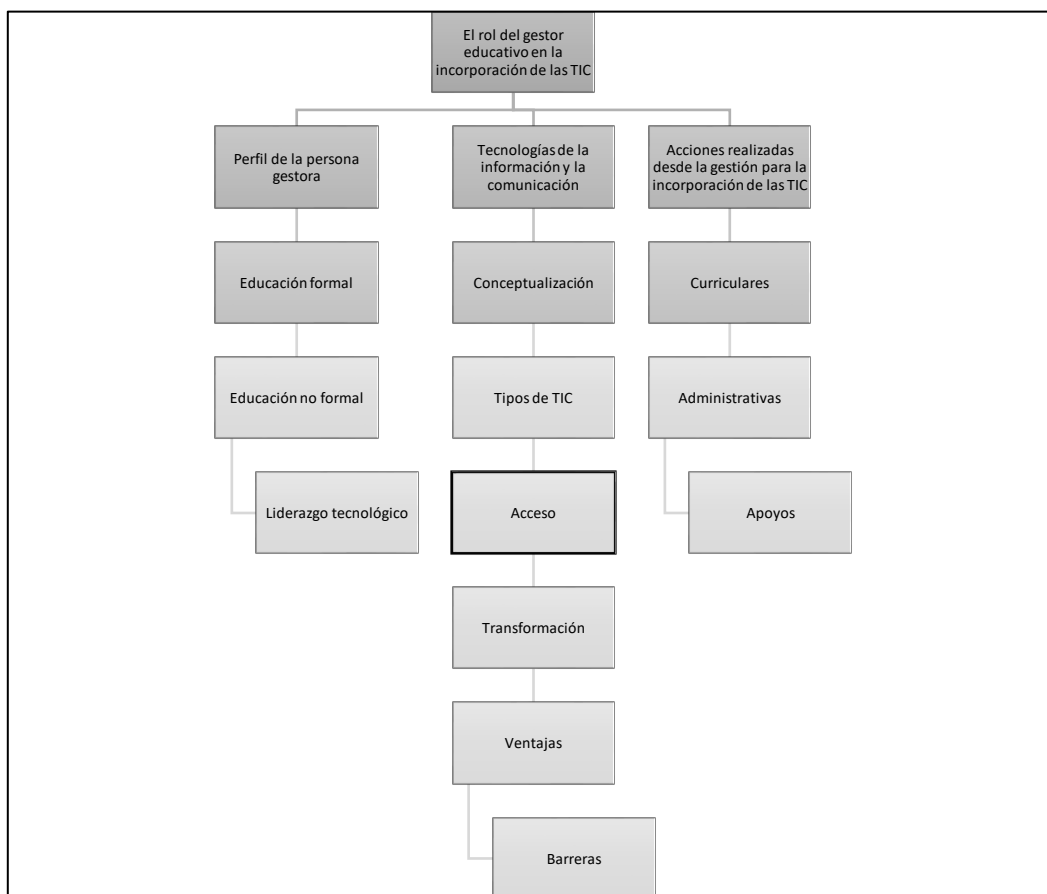 El rol del gestor
educativo en la
incorporación de las TIC
Perfil de la persona
gestora
Tecnologías de la
información y la
comunicación
Acciones realizadas
desde la gestión para la
incorporación de las TIC
Educación formal
Conceptualización
Curriculares
Educación no formal
Tipos de TIC
Administrativas
Liderazgo tecnológico
Acceso
Apoyos
Transformación
Ventajas
Barreras